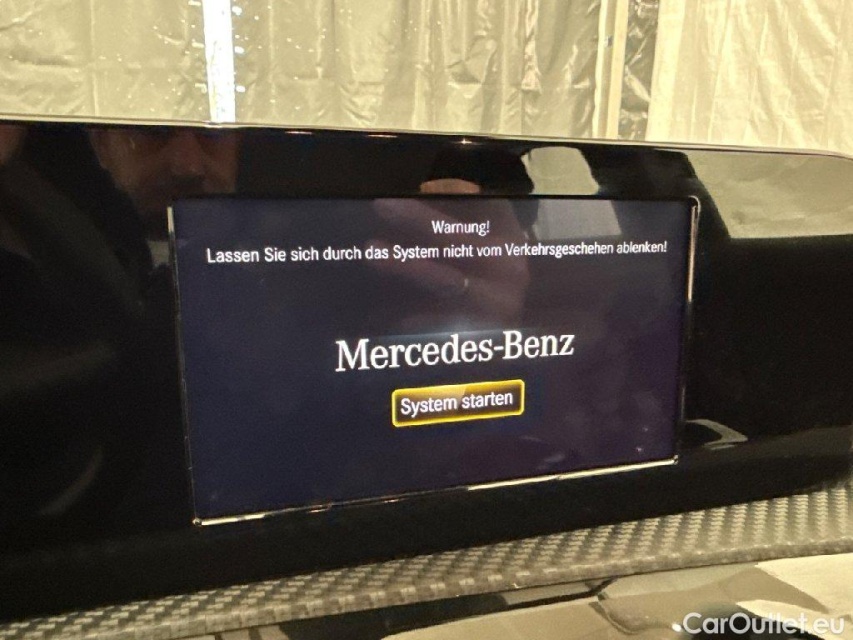 Warnung!
Lassen Sie sich durch das System nicht vom Verkehrsgeschehen ablenken!
Mercedes-Benz
System starten
CarOutlet.eu